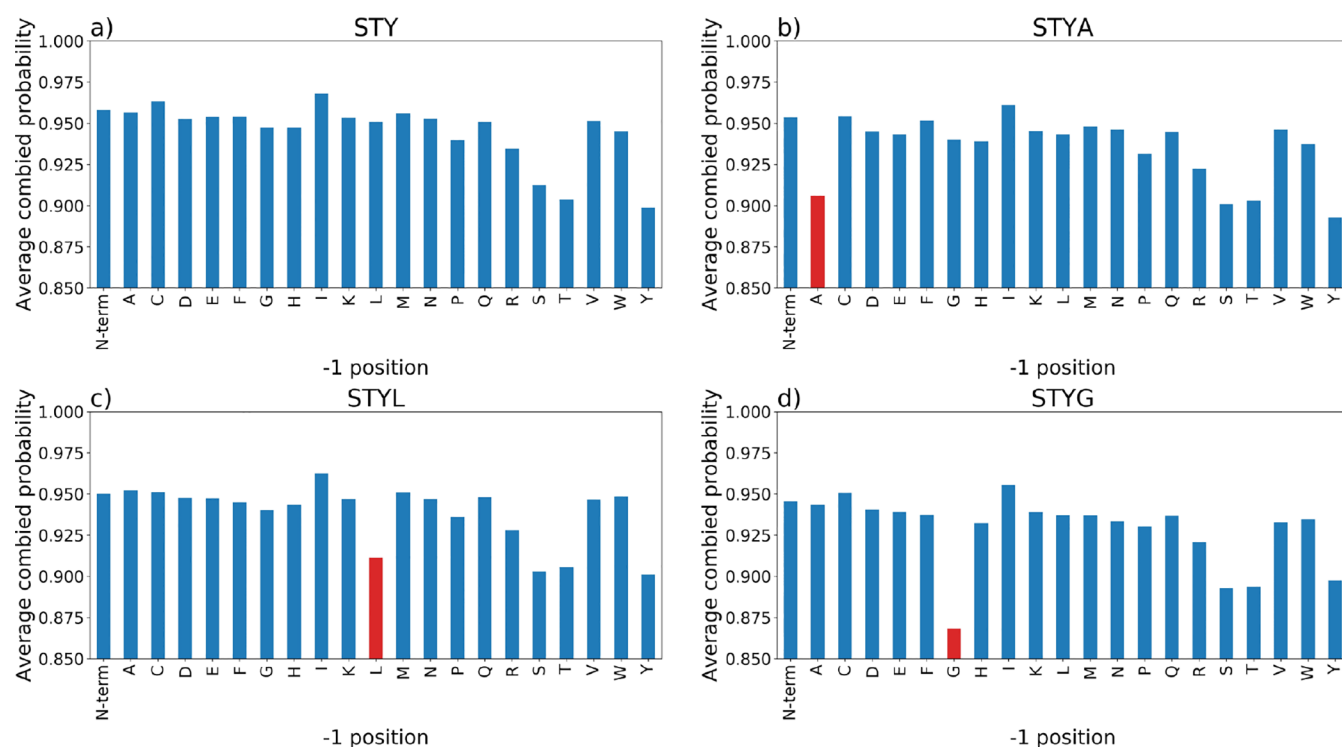 a) STY
Average combied probability
1.000
0.975
0.950
0.925
0.900
0.875
0.850
N-term A C D E F G H I K L M N P Q R S T V W Y
-1 position
b) STYA
Average combied probability
1.000
0.975
0.950
0.925
0.900
0.875
0.850
N-term A C D E F G H I K L M N P Q R S T V W Y
-1 position
c) STYL
Average combied probability
1.000
0.975
0.950
0.925
0.900
0.875
0.850
N-term A C D E F G H I K L M N P Q R S T V W Y
-1 position
d) STYG
Average combied probability
1.000
0.975
0.950
0.925
0.900
0.875
0.850
N-term A C D E F G H I K L M N P Q R S T V W Y
-1 position